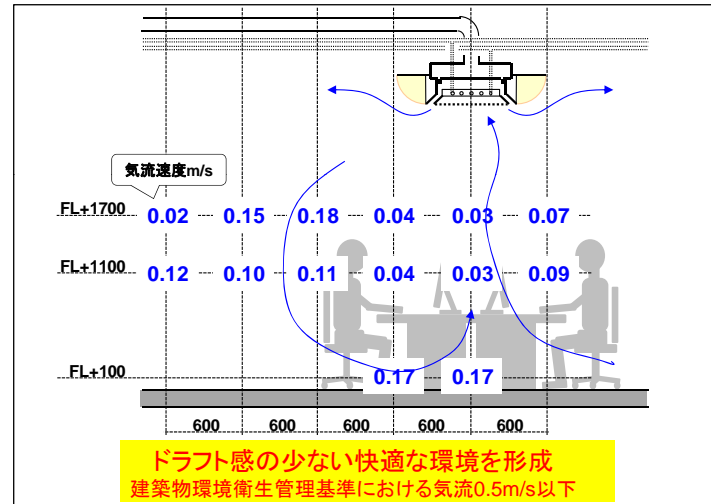 気流速度m/s
FL+1700 0.02 0.15 0.18 0.04 0.03 0.07
FL+1100 0.12 0.10 0.11 0.04 0.03 0.09
FL+100 0.17 0.17
600 600 600 600 600
ドラフト感の少ない快適な環境を形成
建築物環境衛生管理基準における気流0.5m/s以下